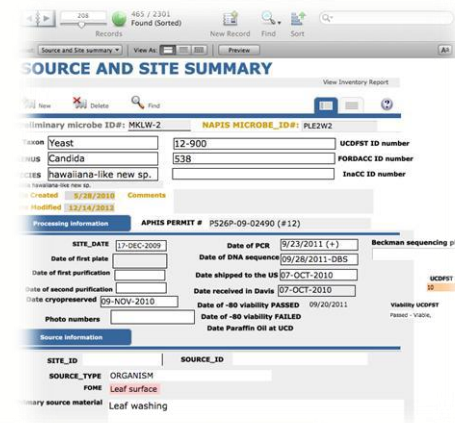 208
465 / 2301
Found (Sorted)
Records
New Record Find Sort
Source and Site summary View As: Preview
SOURCE AND SITE SUMMARY
View Inventory Report
New Delete Find
eliminary microbe ID#: MKLW-2 NAPIS MICROBE_ID#: PLE2W2
Taxon Yeast 12-900 UCDFST ID number
ENUS Candida 538 FORDACC ID number
ECIES hawaiiana-like new sp. InaCC ID number
hawaiiana-like new sp.
Created 5/28/2010 Comments
Modified 12/14/2012
Processing information APHIS PERMIT # PS26P-09-02490 (#12)
SITE_DATE 17-DEC-2009 Date of PCR 9/23/2011 (+) Beckman sequencing pl
Date of first plate Date of DNA sequence 09/28/2011-DBS
Date of first purification Date shipped to the US 07-OCT-2010 UCDFST
Date of second purification Date received in Davis 07-OCT-2010 10
Date cryopreserved 09-NOV-2010 Date of -80 viability PASSED 09/20/2011 Viability UCDFST
Photo numbers Date of -80 viability FAILED Passed - Viable,
Date Paraffin Oil at UCD
Source information
SITE_ID SOURCE_ID
SOURCE_TYPE ORGANISM
FOME Leaf surface
mary source material Leaf washing